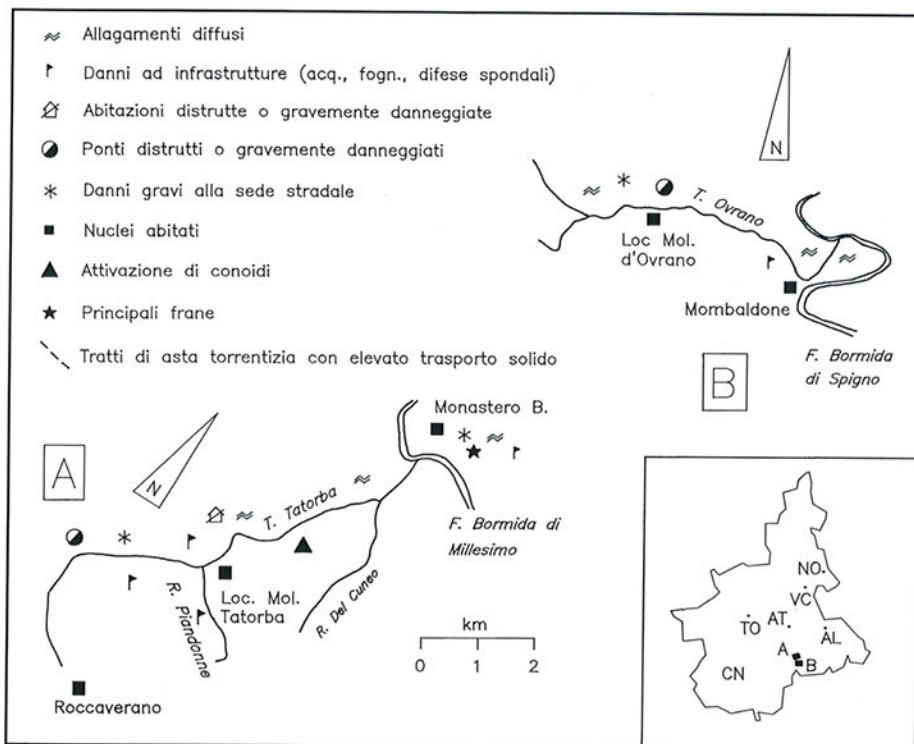 Allagamenti diffusi
Danni ad infrastrutture (acq., fogn., difese spondali)
Abitazioni distrutte o gravemente danneggiate
Ponti distrutti o gravemente danneggiati
Danni gravi alla sede stradale
Nuclei abitati
Attivazione di conoidi
Principali frane
Tratti di asta torrentizia con elevato trasporto solido
N
T. Ovrano
Loc Mol.
d'Ovrano
Mombaldone
F. Bormida
di Spigno
B
A
N
Monastero B.
T. Tatorba
F. Bormida di
Millesimo
Loc. Mol.
Tatorba
R. Piandonne
R. Del Cuneo
Roccaverano
km
0 1 2
NO
VC
TO
AT
AL
A
B
CN